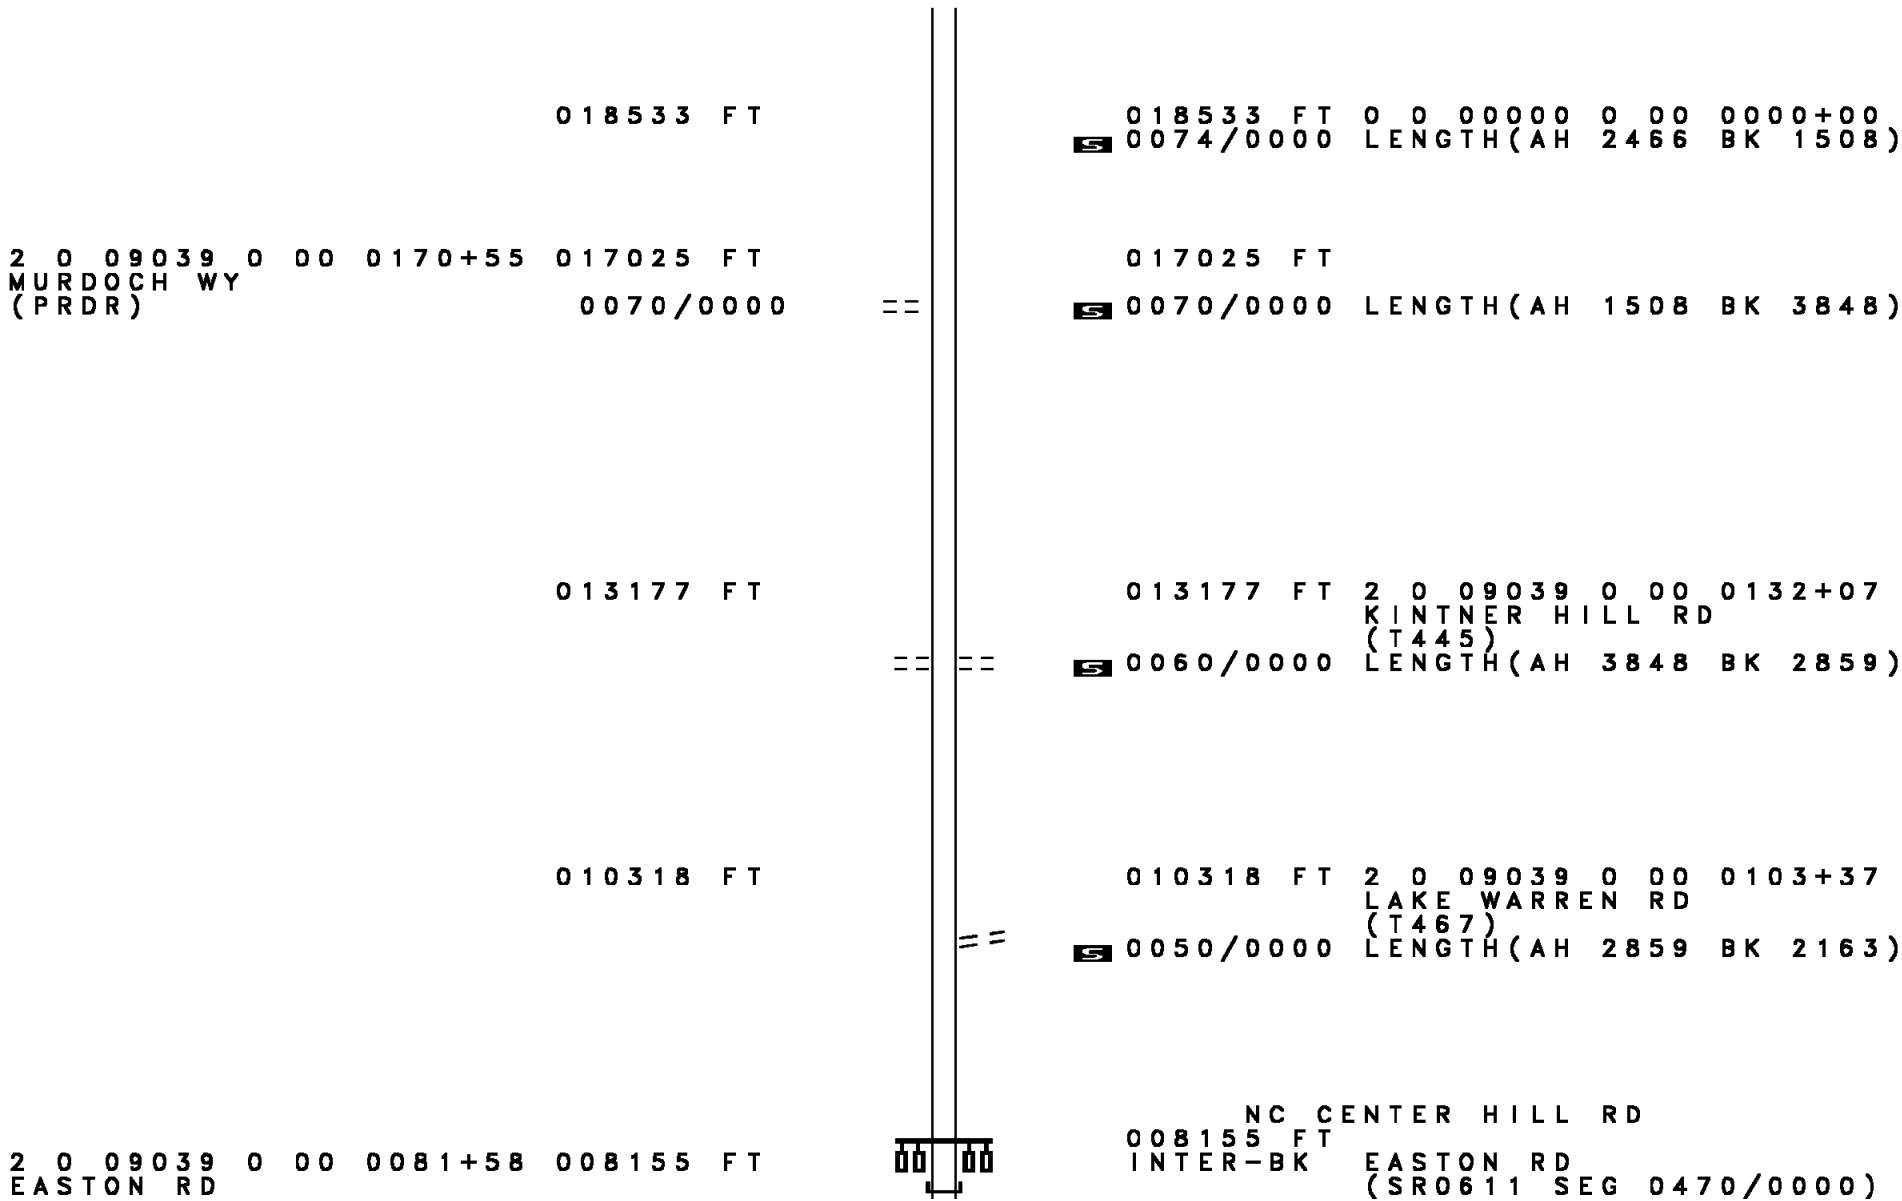 018533 FT 018533 FT 0 0 00000 0 00 0000+00
S 0074/0000 LENGTH(AH 2466 BK 1508)
2 0 09039 0 00 0170+55 017025 FT 017025 FT
MURDOCH WY
(PRDR) 0070/0000 S 0070/0000 LENGTH(AH 1508 BK 3848)
013177 FT 013177 FT 2 0 09039 0 00 0132+07
KINTNER HILL RD
(T445)
S 0060/0000 LENGTH(AH 3848 BK 2859)
010318 FT 010318 FT 2 0 09039 0 00 0103+37
LAKE WARREN RD
(T467)
S 0050/0000 LENGTH(AH 2859 BK 2163)
NC CENTER HILL RD
008155 FT
2 0 09039 0 00 0081+58 008155 FT INTER-BK EASTON RD
EASTON RD (SR0611 SEG 0470/0000)